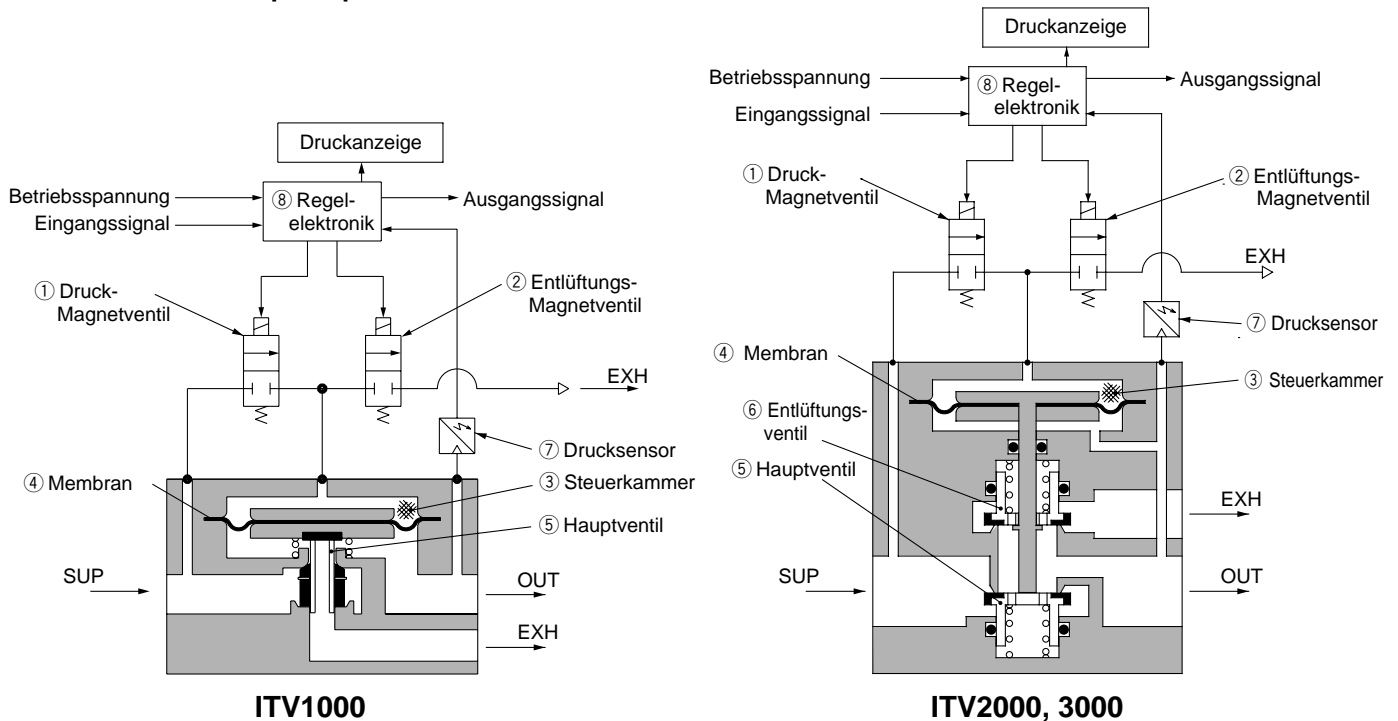 Druckanzeige
Betriebsspannung
Eingangssignal
⑧ Regel-
elektronik
Ausgangssignal
① Druck-
Magnetventil
② Entlüftungs-
Magnetventil
EXH
⑦ Drucksensor
④ Membran
③ Steuerkammer
⑤ Hauptventil
SUP
OUT
EXH
ITV1000
Druckanzeige
Betriebsspannung
Eingangssignal
⑧ Regel-
elektronik
Ausgangssignal
① Druck-
Magnetventil
② Entlüftungs-
Magnetventil
EXH
⑦ Drucksensor
④ Membran
③ Steuerkammer
⑥ Entlüftungs-
ventil
⑤ Hauptventil
EXH
SUP
OUT
ITV2000, 3000